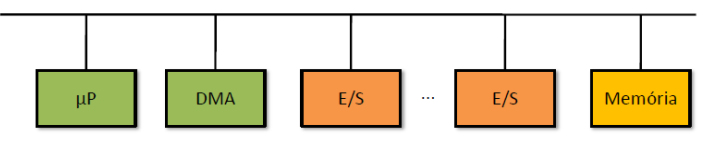 µP DMA E/S ... E/S Memória